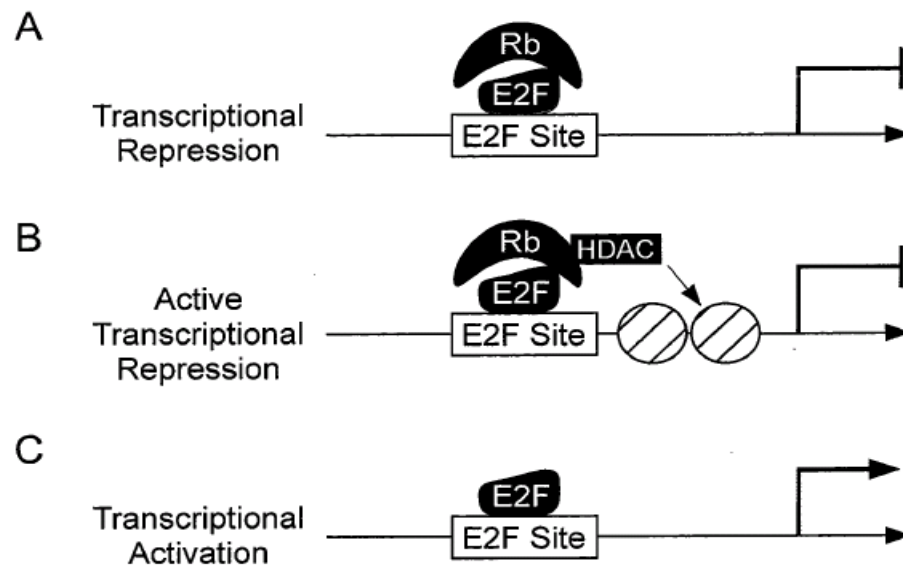 A
Rb
E2F
Transcriptional
Repression
E2F Site
B
Rb
HDAC
E2F
Active
Transcriptional
Repression
E2F Site
C
E2F
Transcriptional
Activation
E2F Site